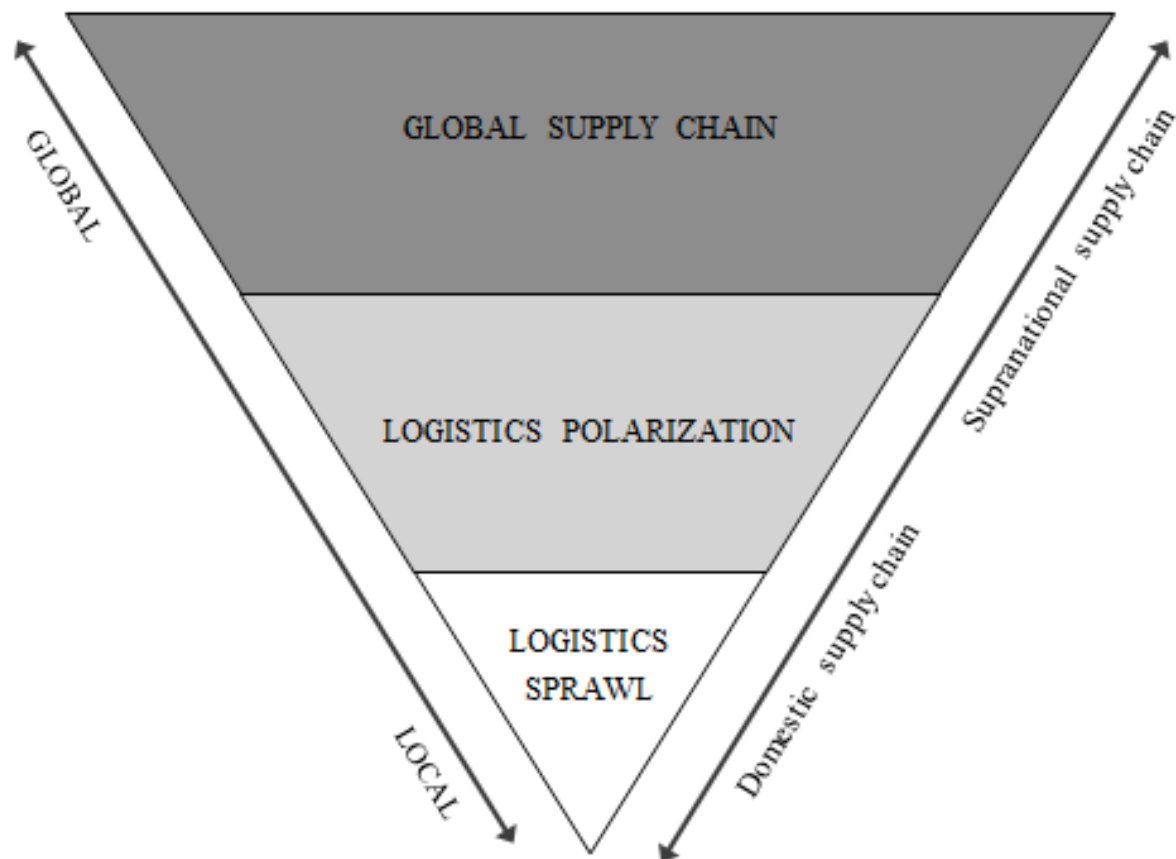 GLOBAL SUPPLY CHAIN
GLOBAL
Supranational supply chain
LOGISTICS POLARIZATION
LOGISTICS
SPRAWL
LOCAL
Domestic supply chain